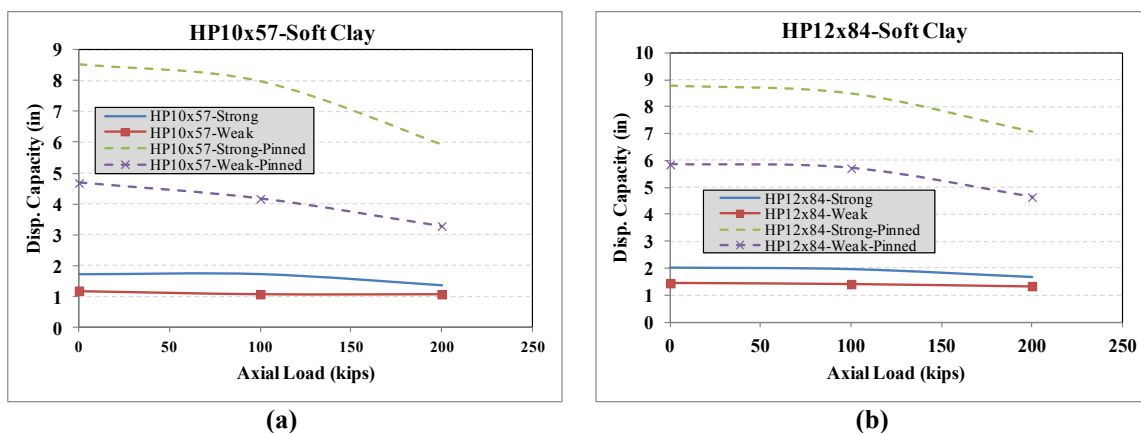 HP10x57-Soft Clay
9
8
7
6
5
4
3
2
1
0
Disp. Capacity (in)
HP10x57-Strong
HP10x57-Weak
HP10x57-Strong-Pinned
HP10x57-Weak-Pinned
0 50 100 150 200 250
Axial Load (kips)
(a)
HP12x84-Soft Clay
10
9
8
7
6
5
4
3
2
1
0
Disp. Capacity (in)
HP12x84-Strong
HP12x84-Weak
HP12x84-Strong-Pinned
HP12x84-Weak-Pinned
0 50 100 150 200 250
Axial Load (kips)
(b)